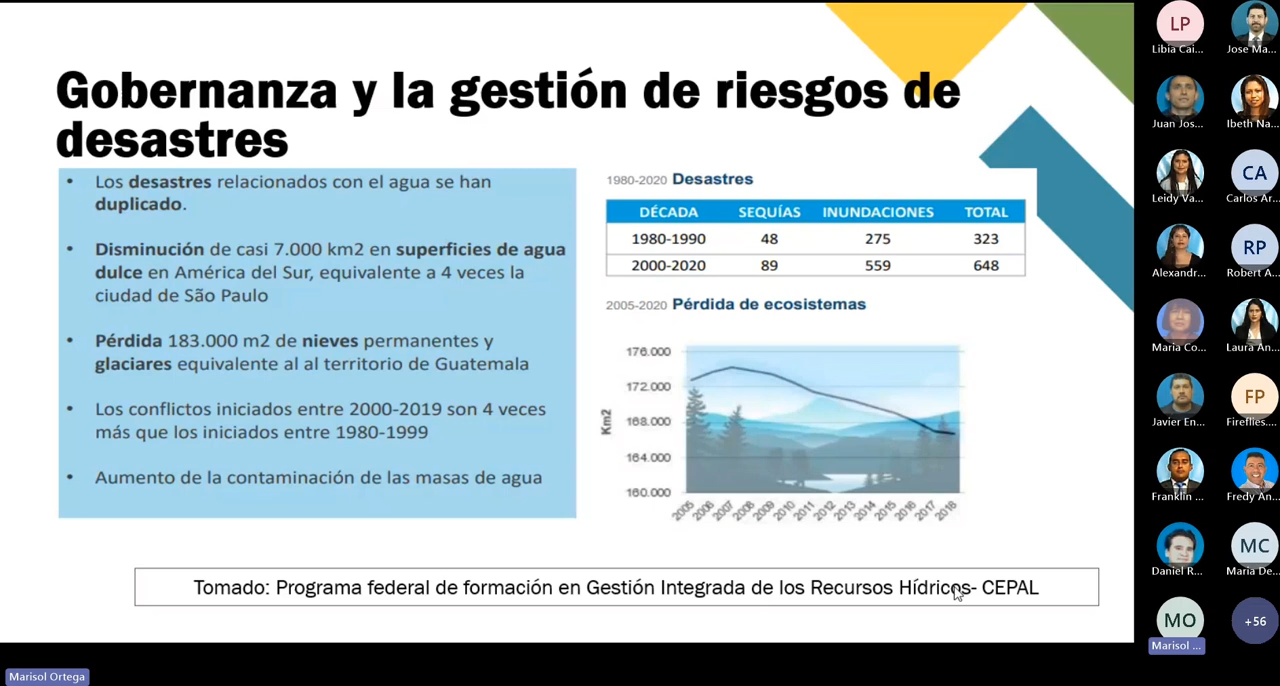 Gobernanza y la gestión de riesgos de
desastres
• Los desastres relacionados con el agua se han
duplicado.
• Disminución de casi 7.000 km2 en superficies de agua
dulce en América del Sur, equivalente a 4 veces la
ciudad de São Paulo
• Pérdida 183.000 m2 de nieves permanentes y
glaciares equivalente al al territorio de Guatemala
• Los conflictos iniciados entre 2000-2019 son 4 veces
más que los iniciados entre 1980-1999
• Aumento de la contaminación de las masas de agua
1980-2020 Desastres
DÉCADA SEQUÍAS INUNDACIONES TOTAL
1980-1990 48 275 323
2000-2020 89 559 648
2005-2020 Pérdida de ecosistemas
Km2
176.000
172.000
168.000
164.000
160.000
2005 2006 2007 2008 2009 2010 2011 2012 2013 2014 2015 2016 2017 2018
Tomado: Programa federal de formación en Gestión Integrada de los Recursos Hídricos- CEPAL
LP
Libia Cai...
Jose Ma...
Juan Jos...
Ibeth Na...
Leidy Va...
CA
Carlos Ar...
Alexandr...
RP
Robert A...
Maria Co...
Laura An...
Javier En...
FP
Fireflies....
Franklin ...
Fredy An...
Daniel R...
MC
Maria De...
MO
Marisol ...
+56
Marisol Ortega